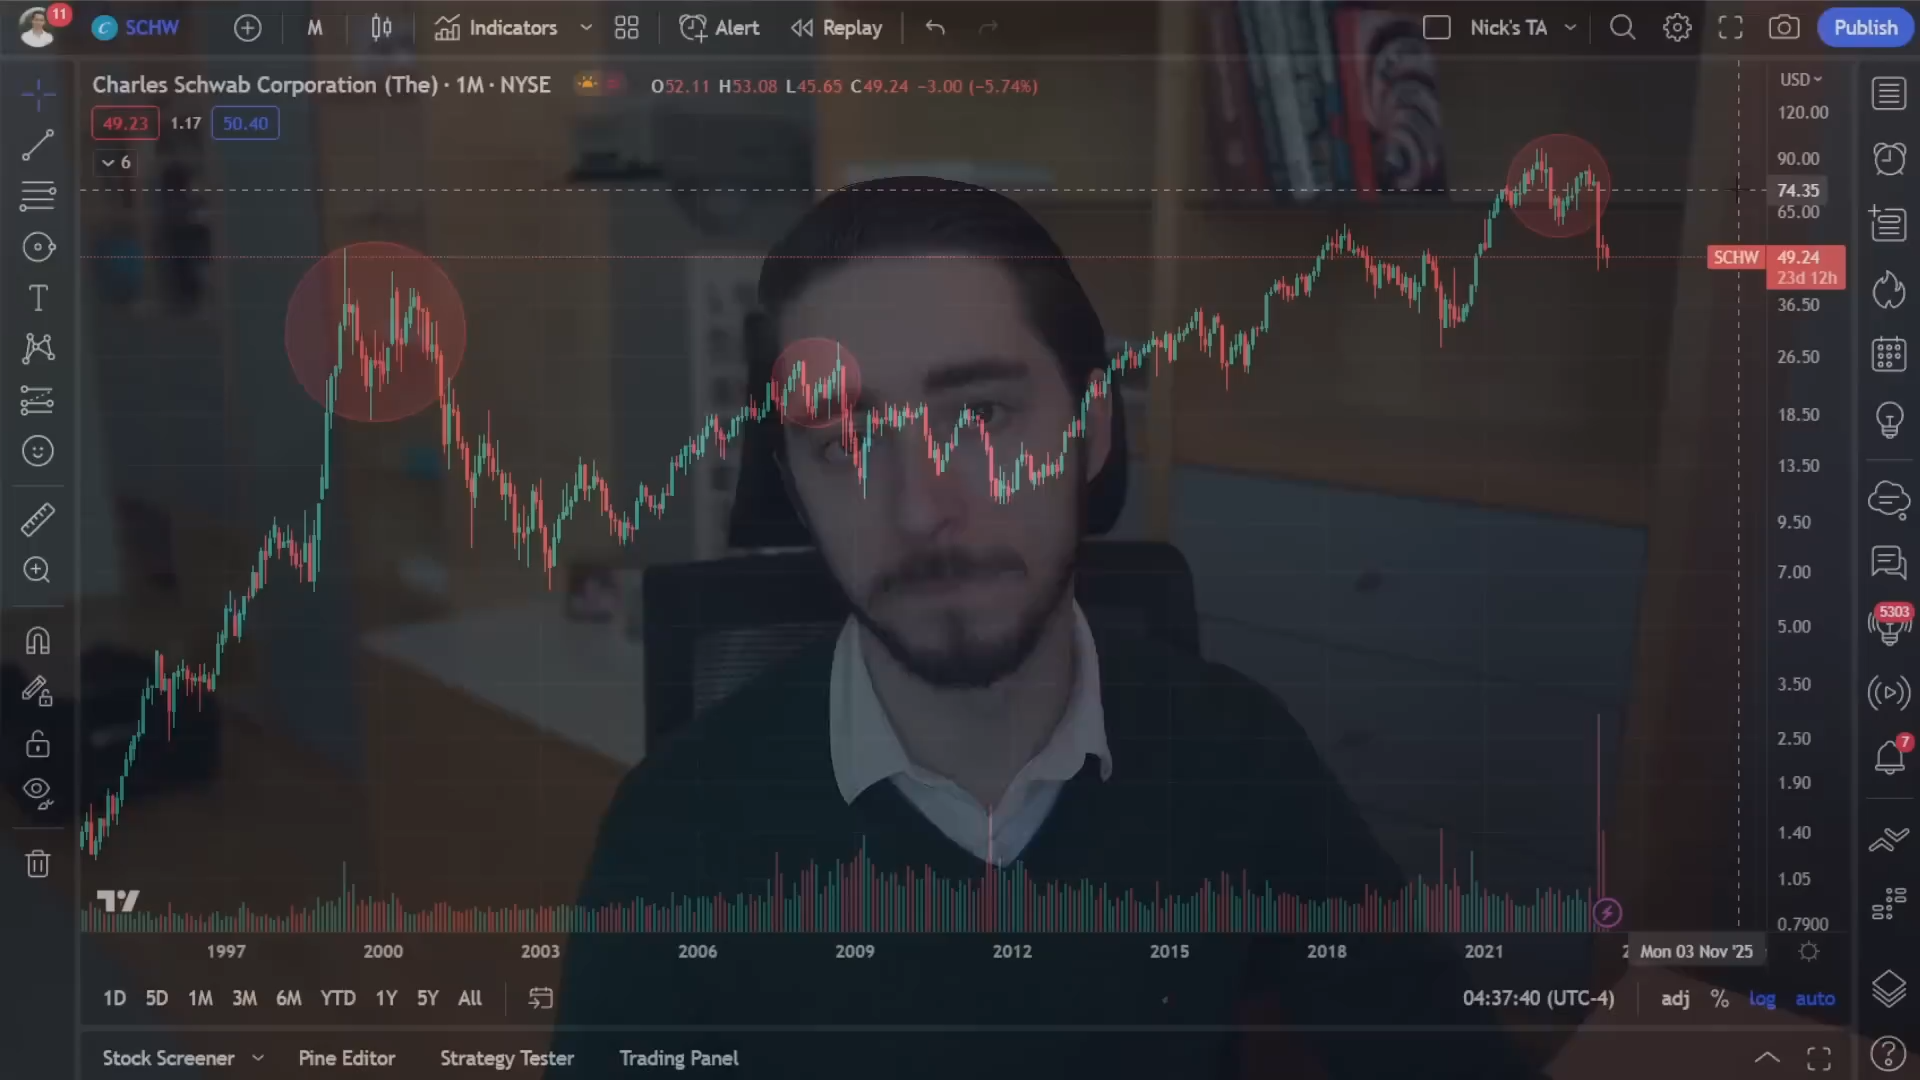 11
SCHW
M
Indicators
Alert
Replay
Nick's TA
Publish
Charles Schwab Corporation (The) · 1M · NYSE
O52.11 H53.08 L45.65 C49.24 −3.00 (−5.74%)
49.23 1.17 50.40
6
USD
120.00
90.00
74.35
65.00
SCHW 49.24
23d 12h
36.50
26.50
18.50
13.50
9.50
7.00
5.00
3.50
2.50
1.90
1.40
1.05
0.7900
5303
7
1997 2000 2003 2006 2009 2012 2015 2018 2021 Mon 03 Nov '25
1D 5D 1M 3M 6M YTD 1Y 5Y All
04:37:40 (UTC-4) adj % log auto
Stock Screener Pine Editor Strategy Tester Trading Panel